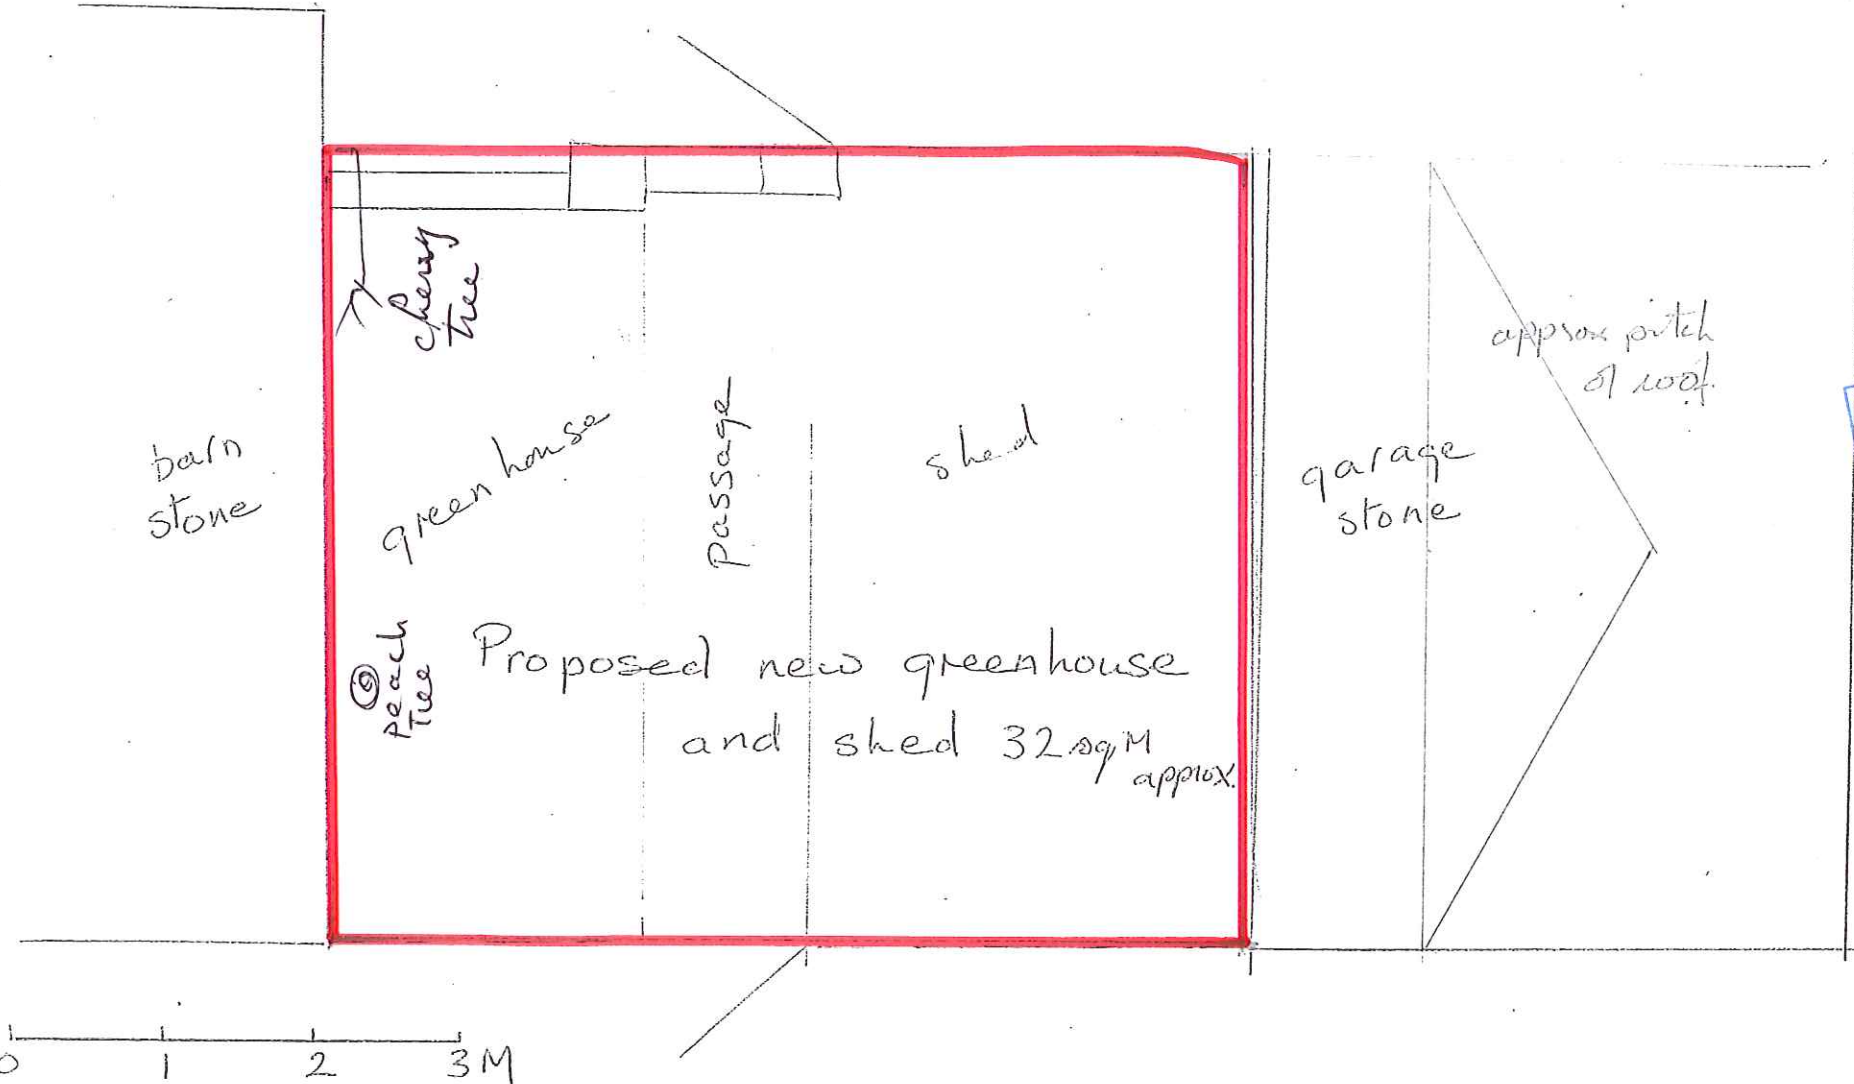 cherry
tree
approx pitch
of roof.
barn
stone
greenhouse
passage
shed
garage
stone
peach
tree
Proposed new greenhouse
and shed 32 sq M
approx.
0 1 2 3M